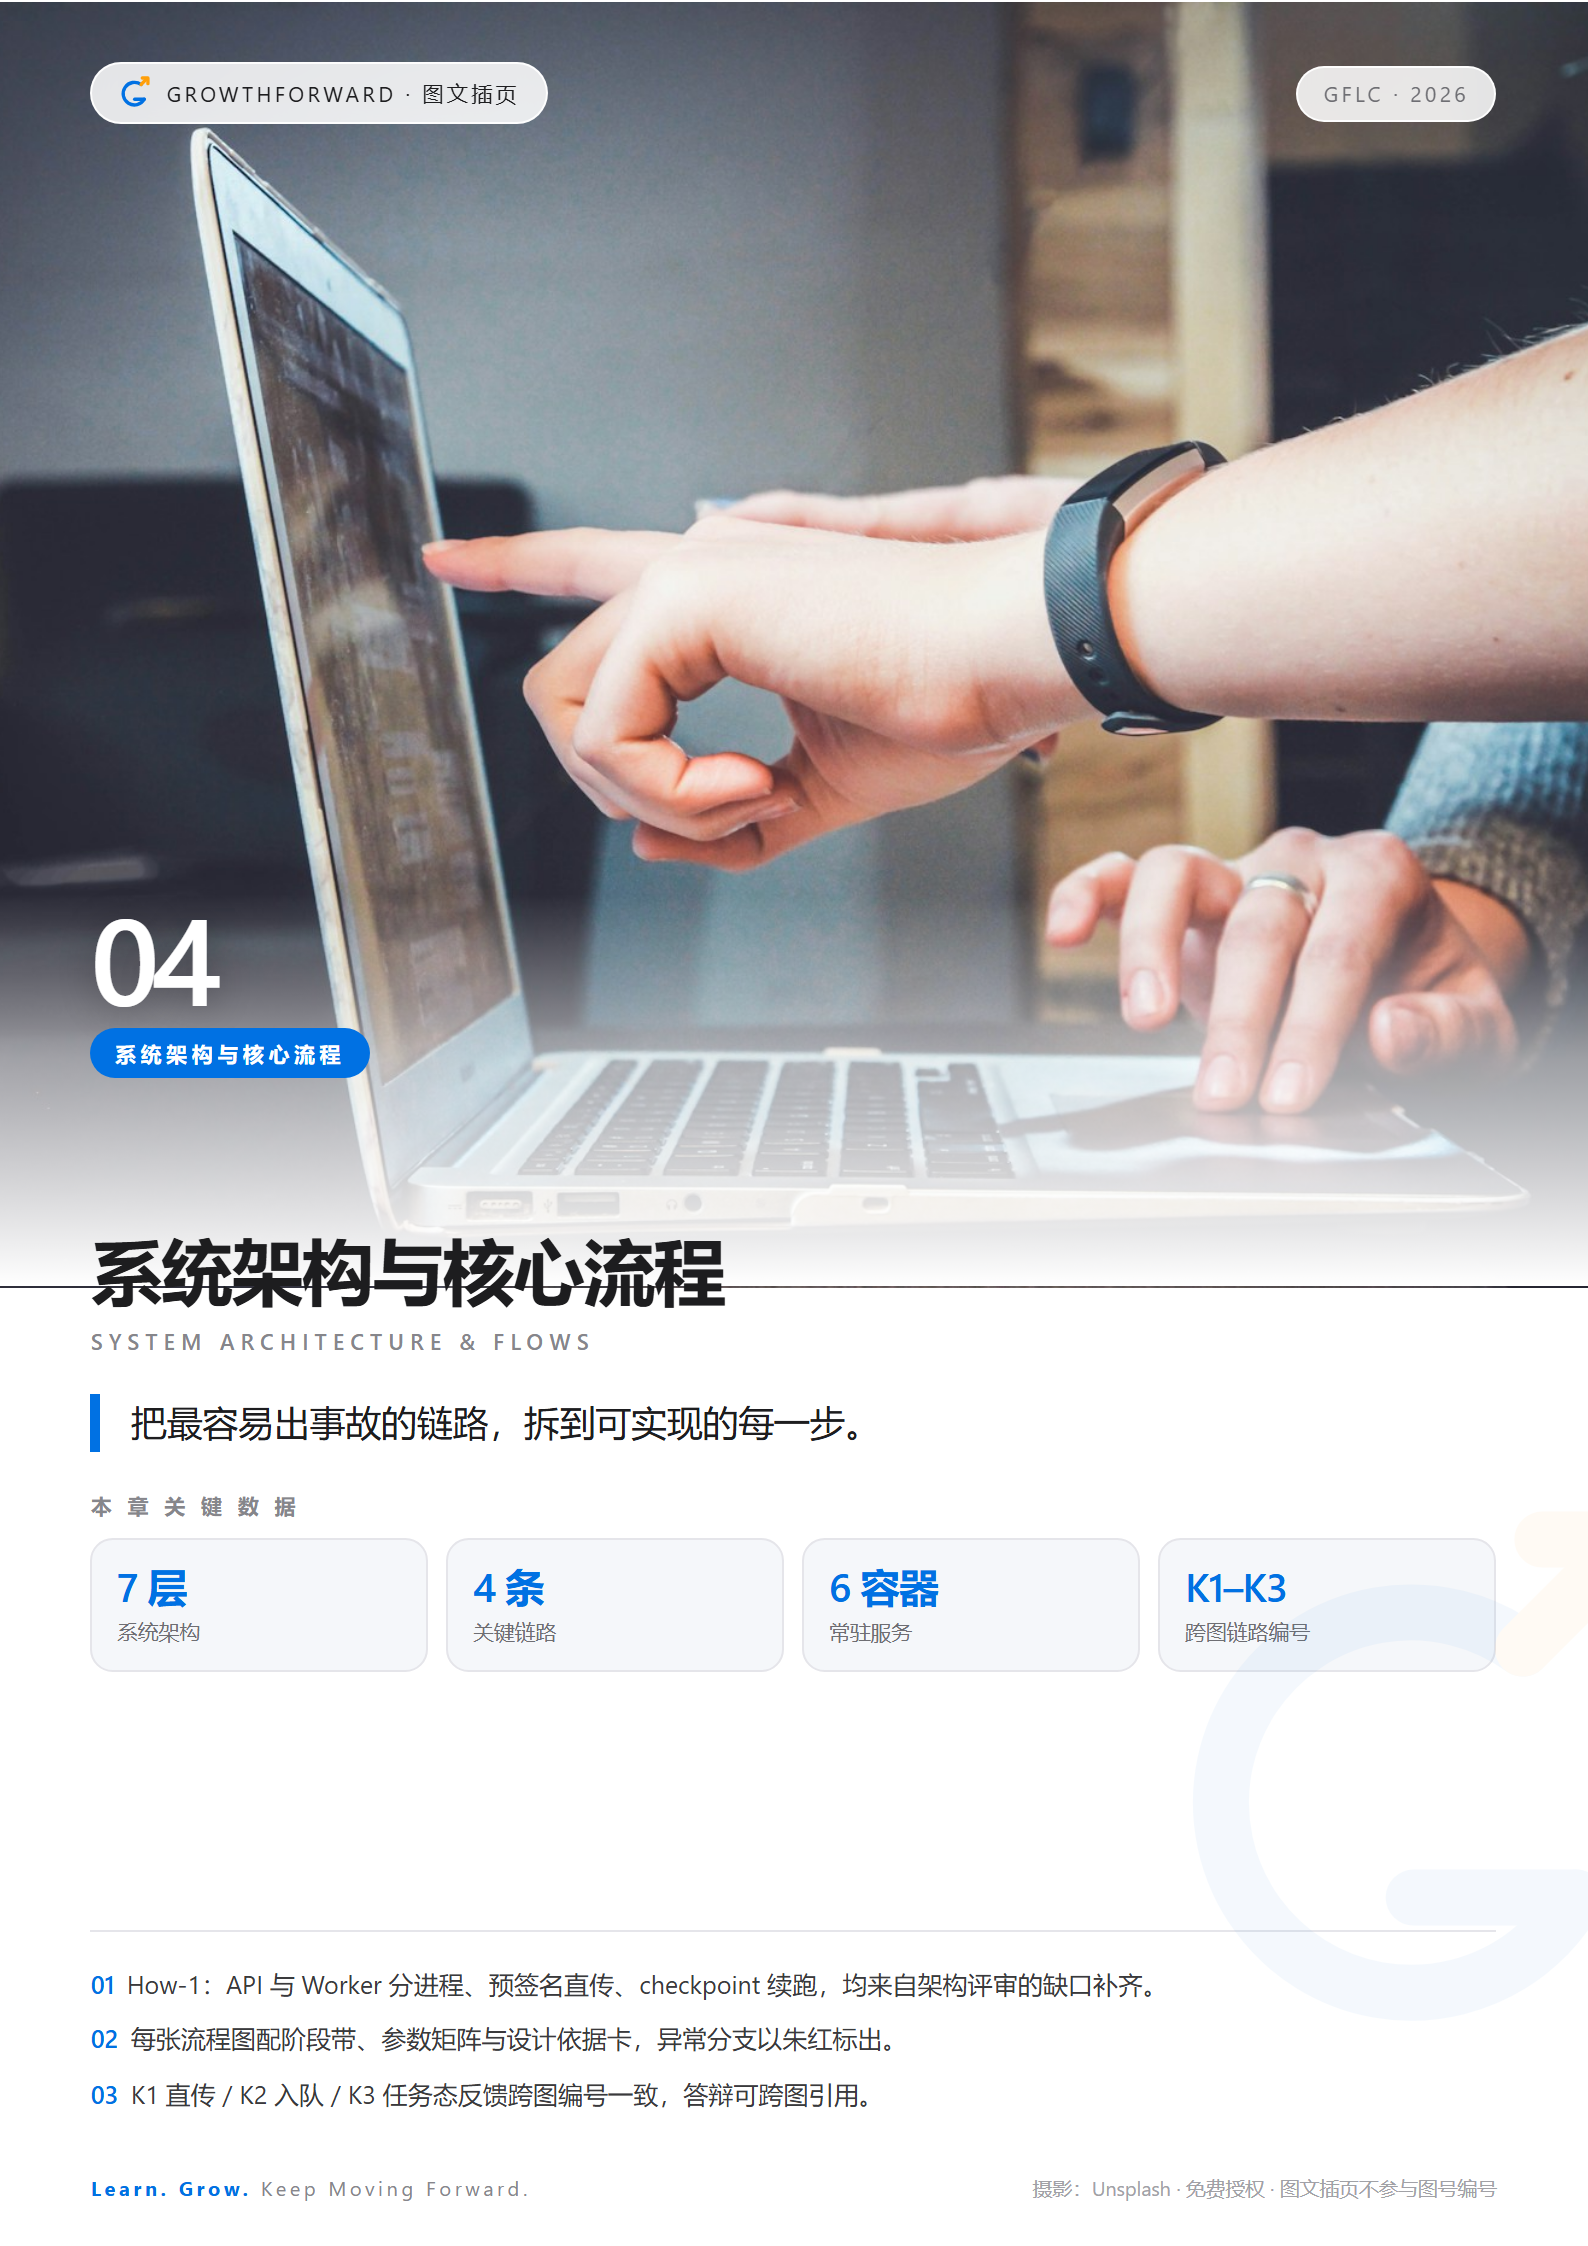 GROWTHFORWARD · 图文插页
GFLC · 2026
04
系统架构与核心流程
系统架构与核心流程
SYSTEM ARCHITECTURE & FLOWS
把最容易出事故的链路，拆到可实现的每一步。
本章关键数据
7 层
系统架构
4 条
关键链路
6 容器
常驻服务
K1–K3
跨图链路编号
01 How-1：API 与 Worker 分进程、预签名直传、checkpoint 续跑，均来自架构评审的缺口补齐。
02 每张流程图配阶段带、参数矩阵与设计依据卡，异常分支以朱红标出。
03 K1 直传 / K2 入队 / K3 任务态反馈跨图编号一致，答辩可跨图引用。
Learn. Grow. Keep Moving Forward.
摄影：Unsplash · 免费授权 · 图文插页不参与图号编号